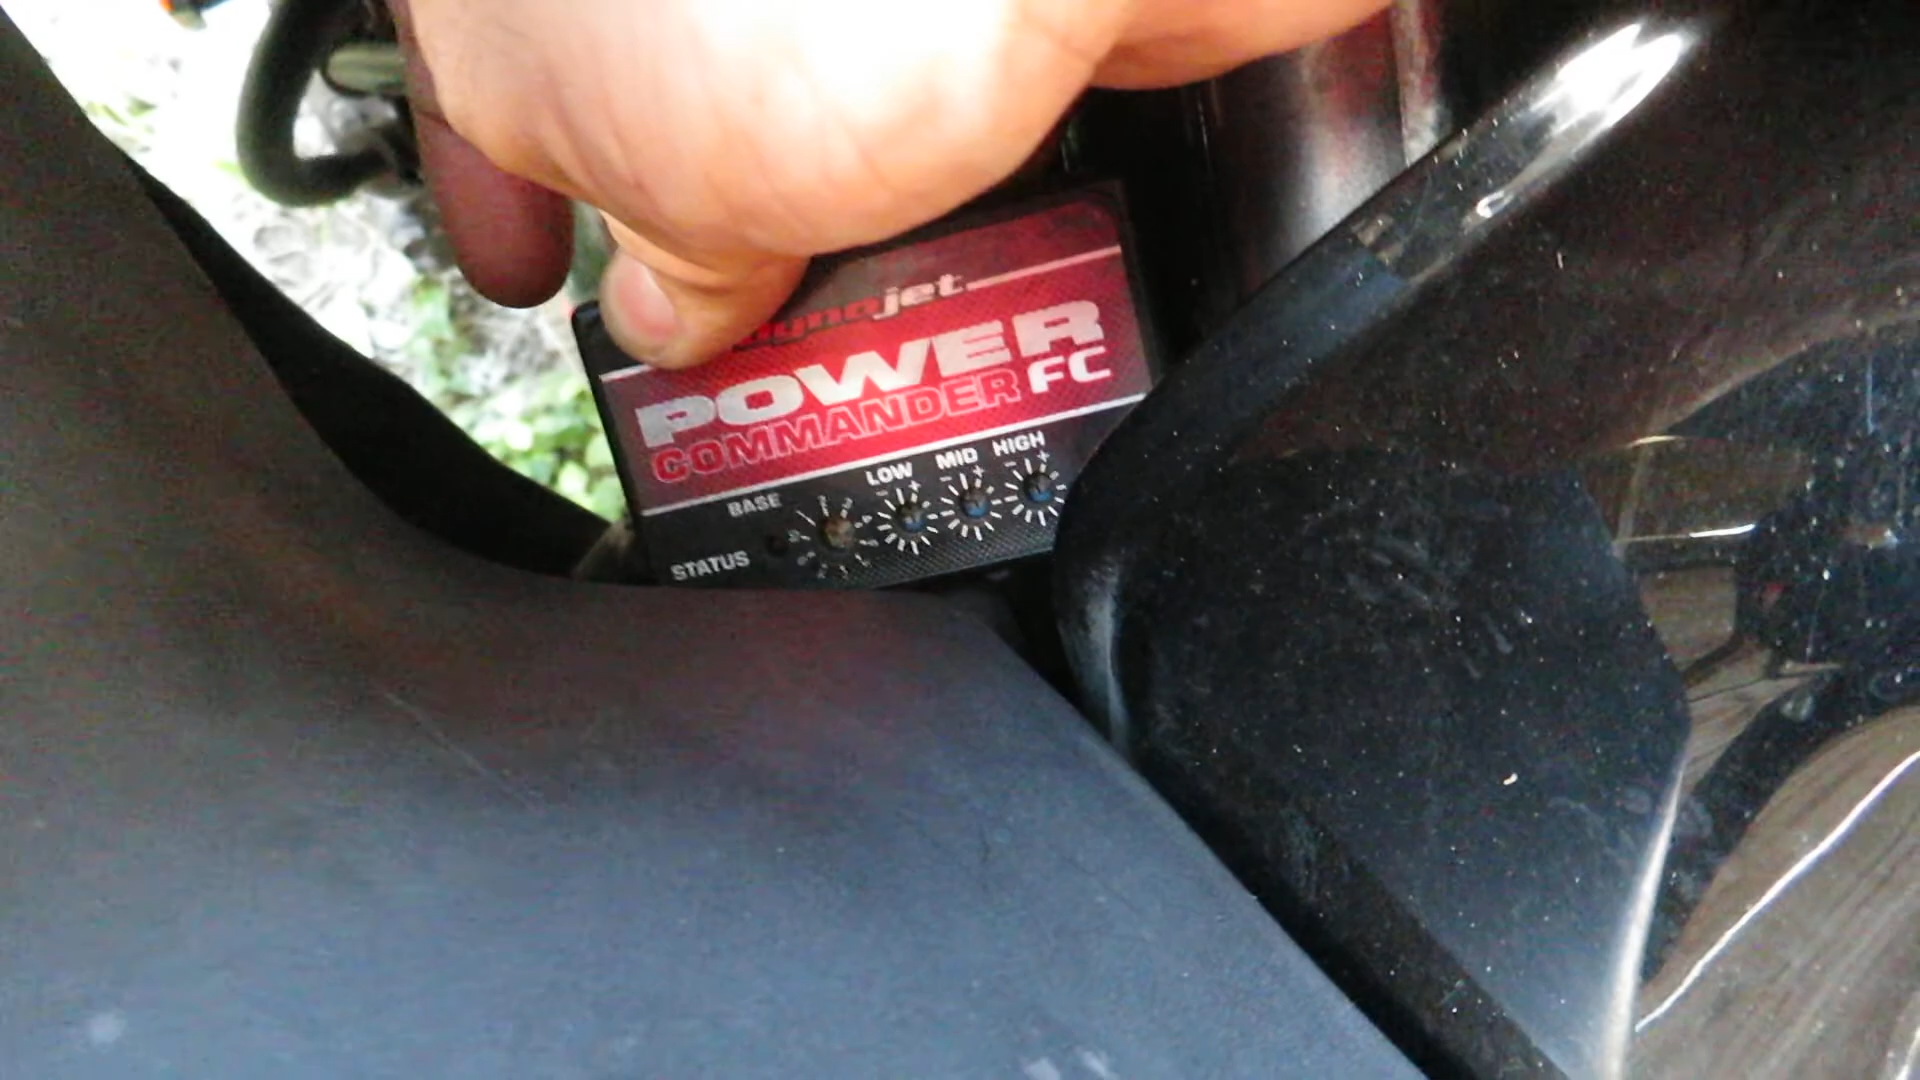 dynojet
POWER
COMMANDER FC
LOW MID HIGH
- + - + - +
BASE
STATUS